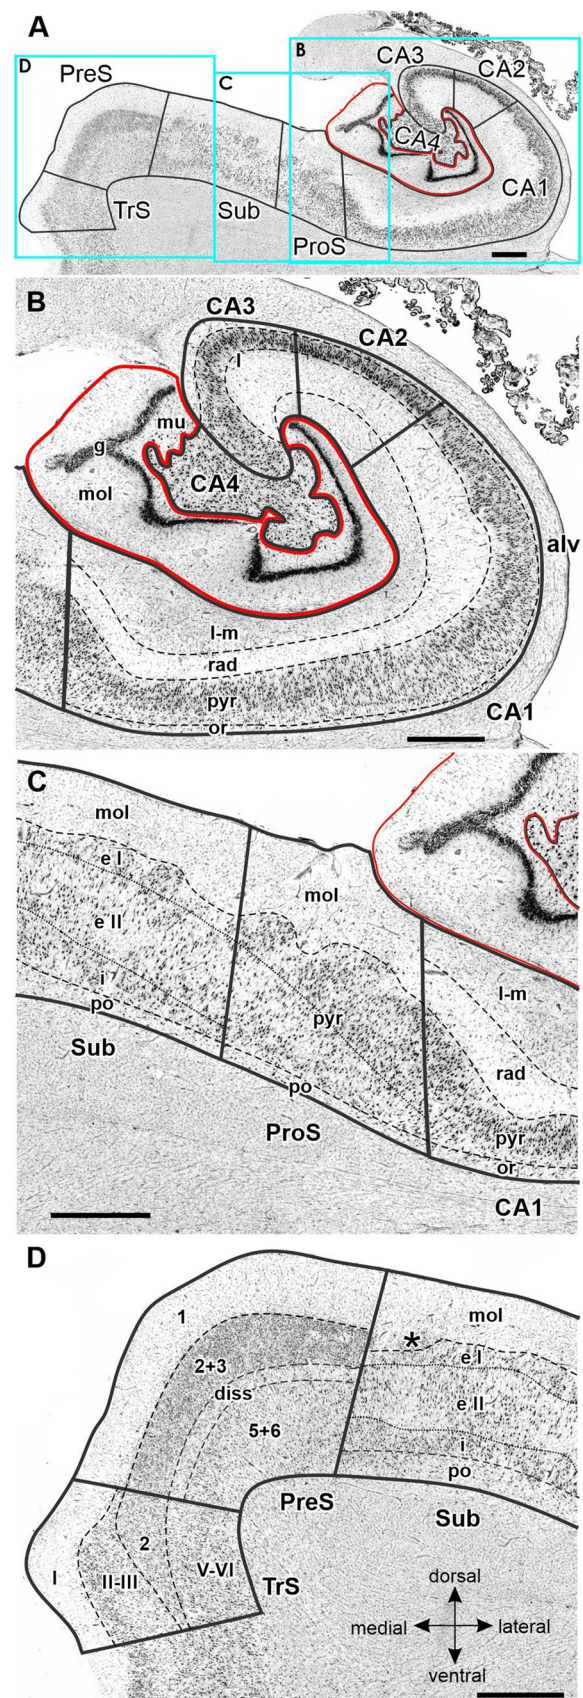 A
D
PreS
C
B
CA3
CA2
CA4
CA1
TrS
Sub
ProS
B
CA3
CA2
l
mu
g
CA4
mol
alv
l-m
rad
pyr
CA1
or
C
mol
e I
mol
e II
l-m
i
pyr
po
rad
Sub
po
pyr
ProS
or
CA1
D
1
mol
*
2+3
e I
diss
e II
5+6
i
po
PreS
Sub
2
I
II-III
V-VI
TrS
dorsal
medial
lateral
ventral